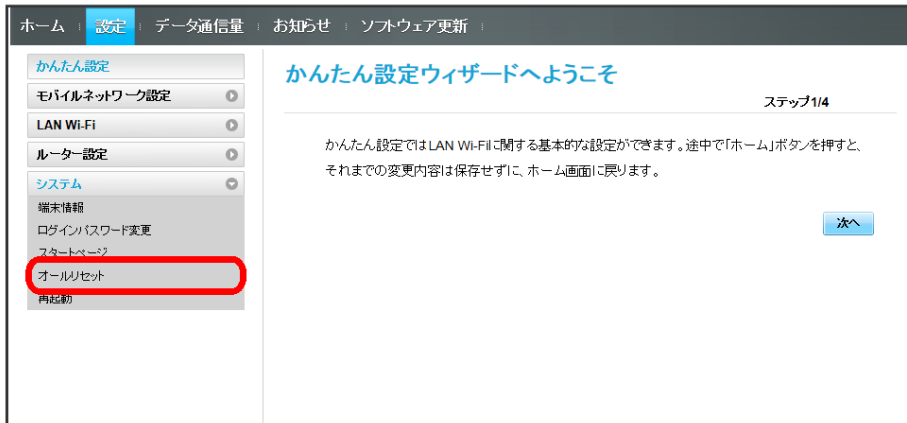 ホーム 設定 データ通信量 お知らせ ソフトウェア更新
かんたん設定
モバイルネットワーク設定
LAN Wi-Fi
ルーター設定
システム
端末情報
ログインパスワード変更
スタートページ
オールリセット
再起動
かんたん設定ウィザードへようこそ
ステップ1/4
かんたん設定ではLAN Wi-Fiに関する基本的な設定ができます。途中で「ホーム」ボタンを押すと、
それまでの変更内容は保存せずに、ホーム画面に戻ります。
次へ